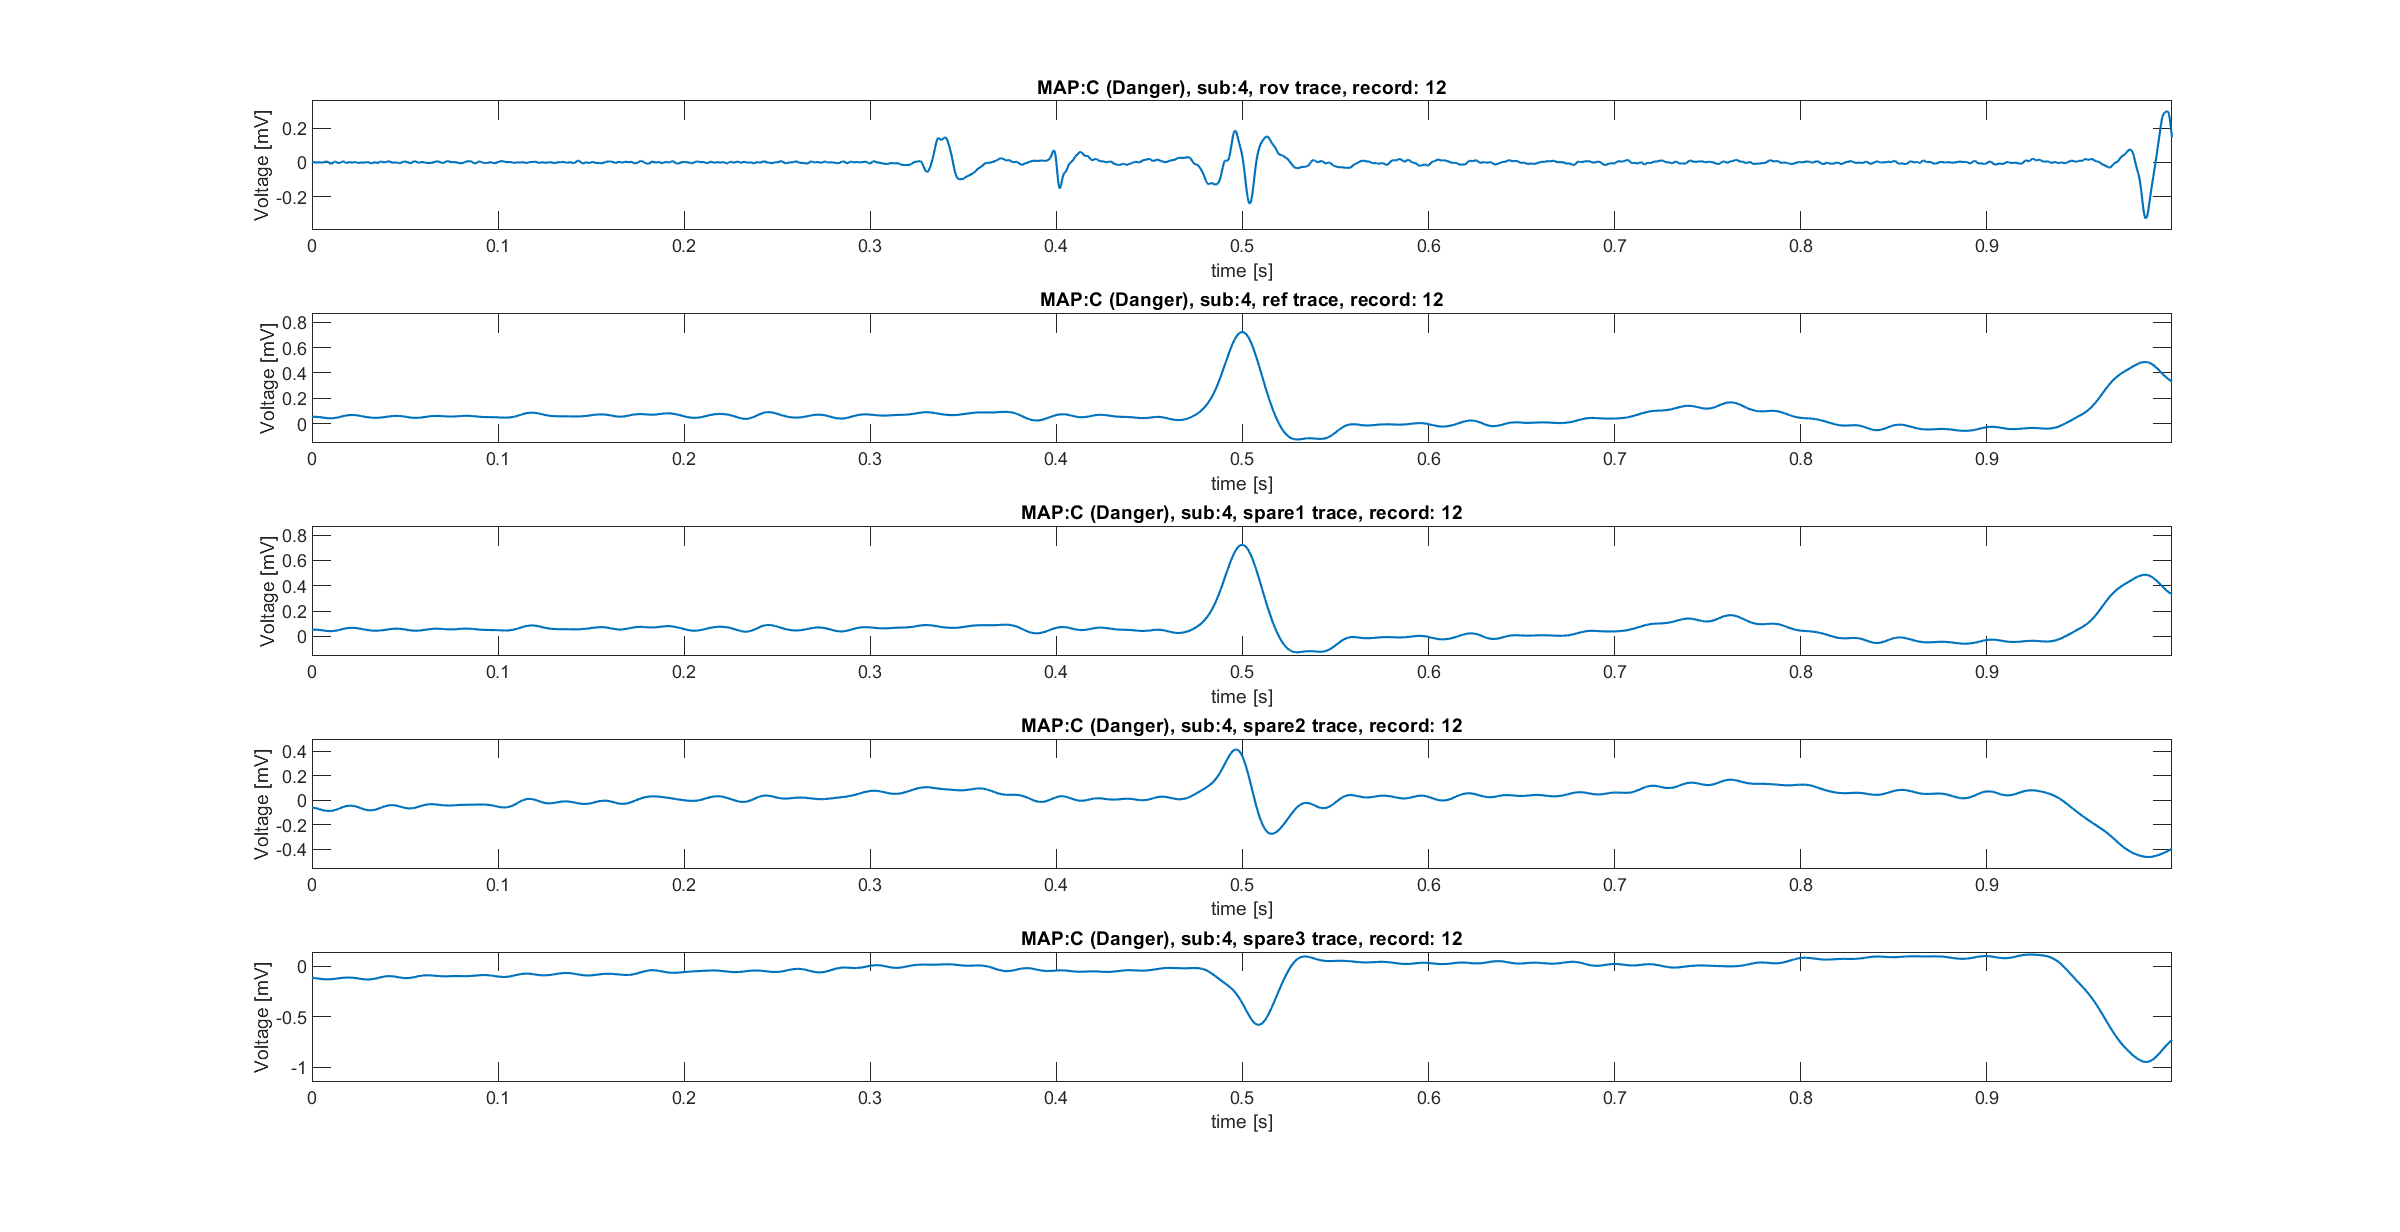 MAP:C (Danger), sub:4, rov trace, record: 12
Voltage [mV]
0.2
0
-0.2
0 0.1 0.2 0.3 0.4 0.5 0.6 0.7 0.8 0.9
time [s]
MAP:C (Danger), sub:4, ref trace, record: 12
Voltage [mV]
0.8
0.6
0.4
0.2
0
0 0.1 0.2 0.3 0.4 0.5 0.6 0.7 0.8 0.9
time [s]
MAP:C (Danger), sub:4, spare1 trace, record: 12
Voltage [mV]
0.8
0.6
0.4
0.2
0
0 0.1 0.2 0.3 0.4 0.5 0.6 0.7 0.8 0.9
time [s]
MAP:C (Danger), sub:4, spare2 trace, record: 12
Voltage [mV]
0.4
0.2
0
-0.2
-0.4
0 0.1 0.2 0.3 0.4 0.5 0.6 0.7 0.8 0.9
time [s]
MAP:C (Danger), sub:4, spare3 trace, record: 12
Voltage [mV]
0
-0.5
-1
0 0.1 0.2 0.3 0.4 0.5 0.6 0.7 0.8 0.9
time [s]